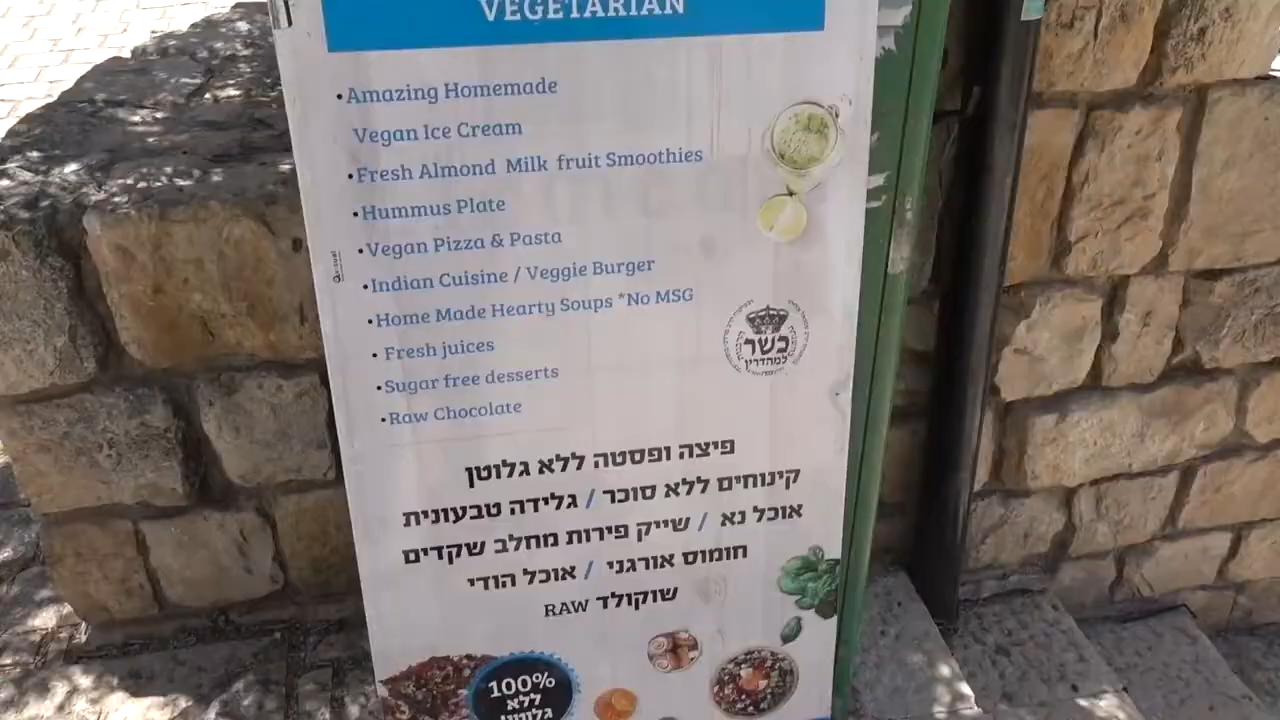 VEGETARIAN
•Amazing Homemade
Vegan Ice Cream
•Fresh Almond Milk fruit Smoothies
•Hummus Plate
•Vegan Pizza & Pasta
•Indian Cuisine / Veggie Burger
•Home Made Hearty Soups *No MSG
• Fresh juices
•Sugar free desserts
•Raw Chocolate
כשר
למהדרין
פיצה ופסטה ללא גלוטן
קינוחים ללא סוכר / גלידה טבעונית
אוכל נא / שייק פירות מחלב שקדים
חומוס אורגני / אוכל הודי
שוקולד RAW
100%
ללא
גלוטן